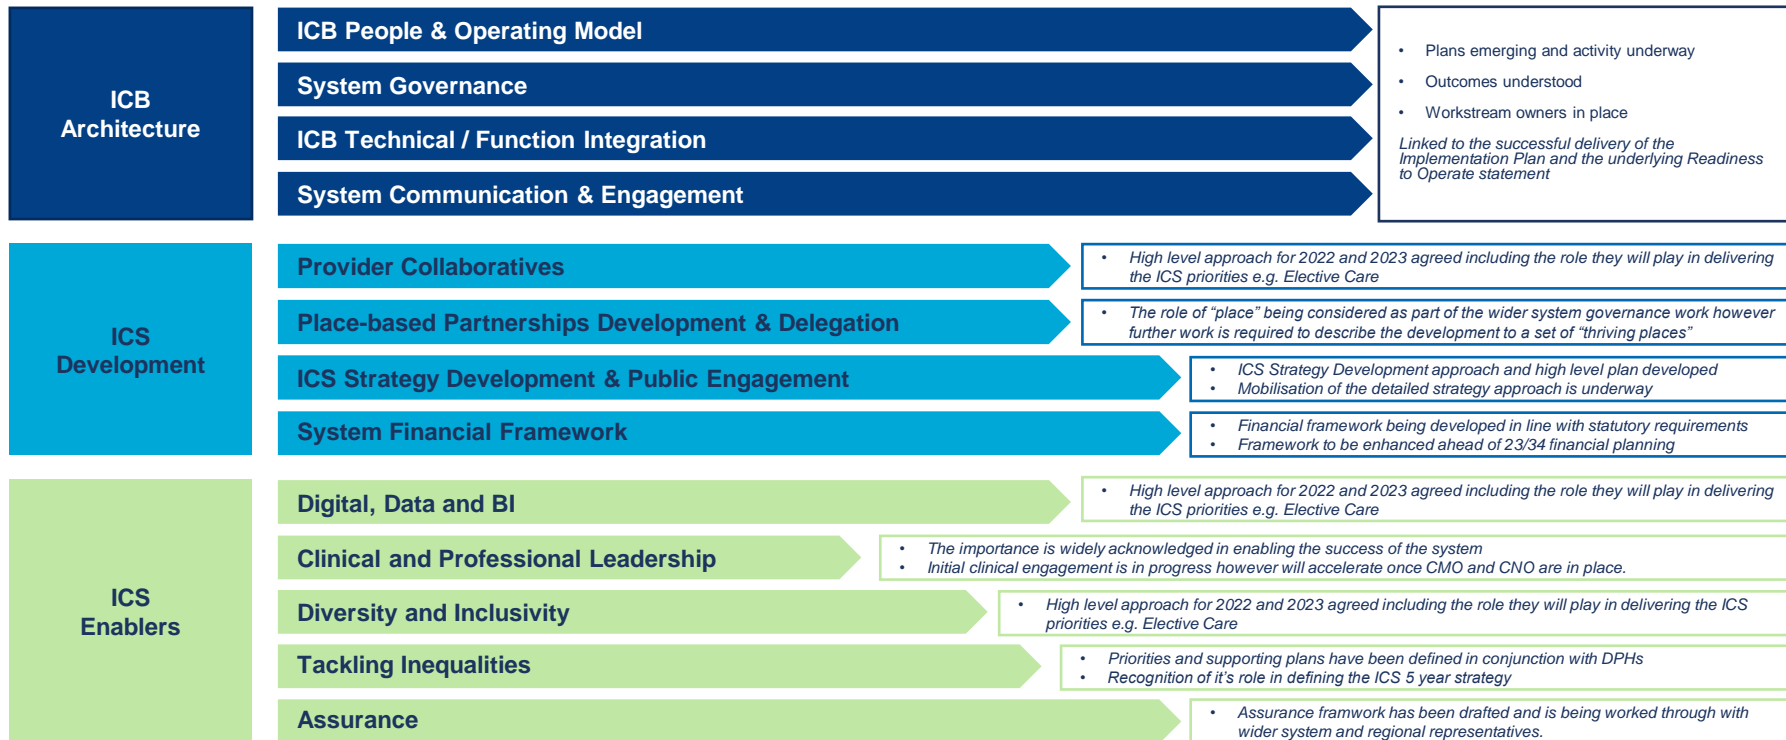 ICB
Architecture
ICB People & Operating Model
System Governance
ICB Technical / Function Integration
System Communication & Engagement
• Plans emerging and activity underway
• Outcomes understood
• Workstream owners in place
Linked to the successful delivery of the
Implementation Plan and the underlying Readiness
to Operate statement
ICS
Development
Provider Collaboratives
• High level approach for 2022 and 2023 agreed including the role they will play in delivering
the ICS priorities e.g. Elective Care
Place-based Partnerships Development & Delegation
• The role of “place” being considered as part of the wider system governance work however
further work is required to describe the development to a set of “thriving places”
ICS Strategy Development & Public Engagement
• ICS Strategy Development approach and high level plan developed
• Mobilisation of the detailed strategy approach is underway
System Financial Framework
• Financial framework being developed in line with statutory requirements
• Framework to be enhanced ahead of 23/34 financial planning
ICS
Enablers
Digital, Data and BI
• High level approach for 2022 and 2023 agreed including the role they will play in delivering
the ICS priorities e.g. Elective Care
Clinical and Professional Leadership
• The importance is widely acknowledged in enabling the success of the system
• Initial clinical engagement is in progress however will accelerate once CMO and CNO are in place.
Diversity and Inclusivity
• High level approach for 2022 and 2023 agreed including the role they will play in delivering the ICS
priorities e.g. Elective Care
Tackling Inequalities
• Priorities and supporting plans have been defined in conjunction with DPHs
• Recognition of it’s role in defining the ICS 5 year strategy
Assurance
• Assurance framwork has been drafted and is being worked through with
wider system and regional representatives.